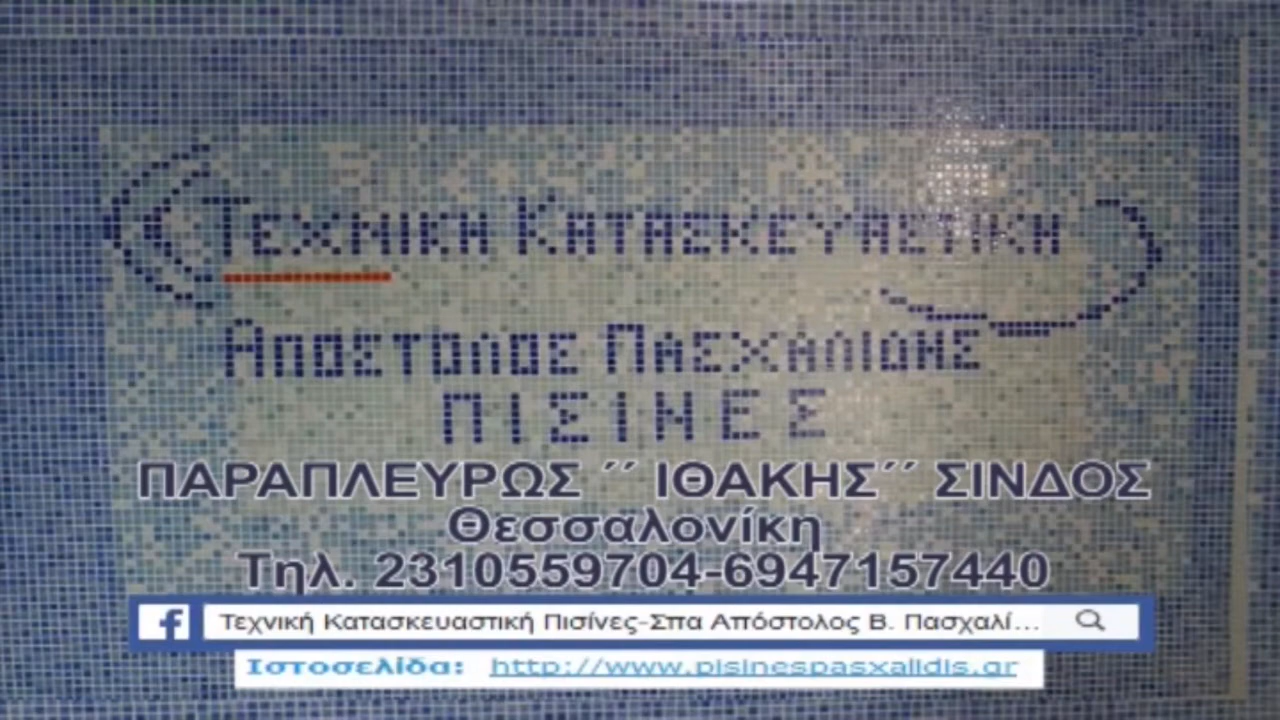 ΤΕΧΝΙΚΗ ΚΑΤΑΣΚΕΥΑΣΤΙΚΗ
ΑΠΟΣΤΟΛΟΣ ΠΑΣΧΑΛΙΔΗΣ
ΠΙΣΙΝΕΣ
ΠΑΡΑΠΛΕΥΡΩΣ ΄΄ ΙΘΑΚΗΣ΄΄ ΣΙΝΔΟΣ
Θεσσαλονίκη
Τηλ. 2310559704-6947157440
f Τεχνική Κατασκευαστική Πισίνες-Σπα Απόστολος Β. Πασχαλί...
Ιστοσελίδα: http://www.pisinespasxalidis.gr